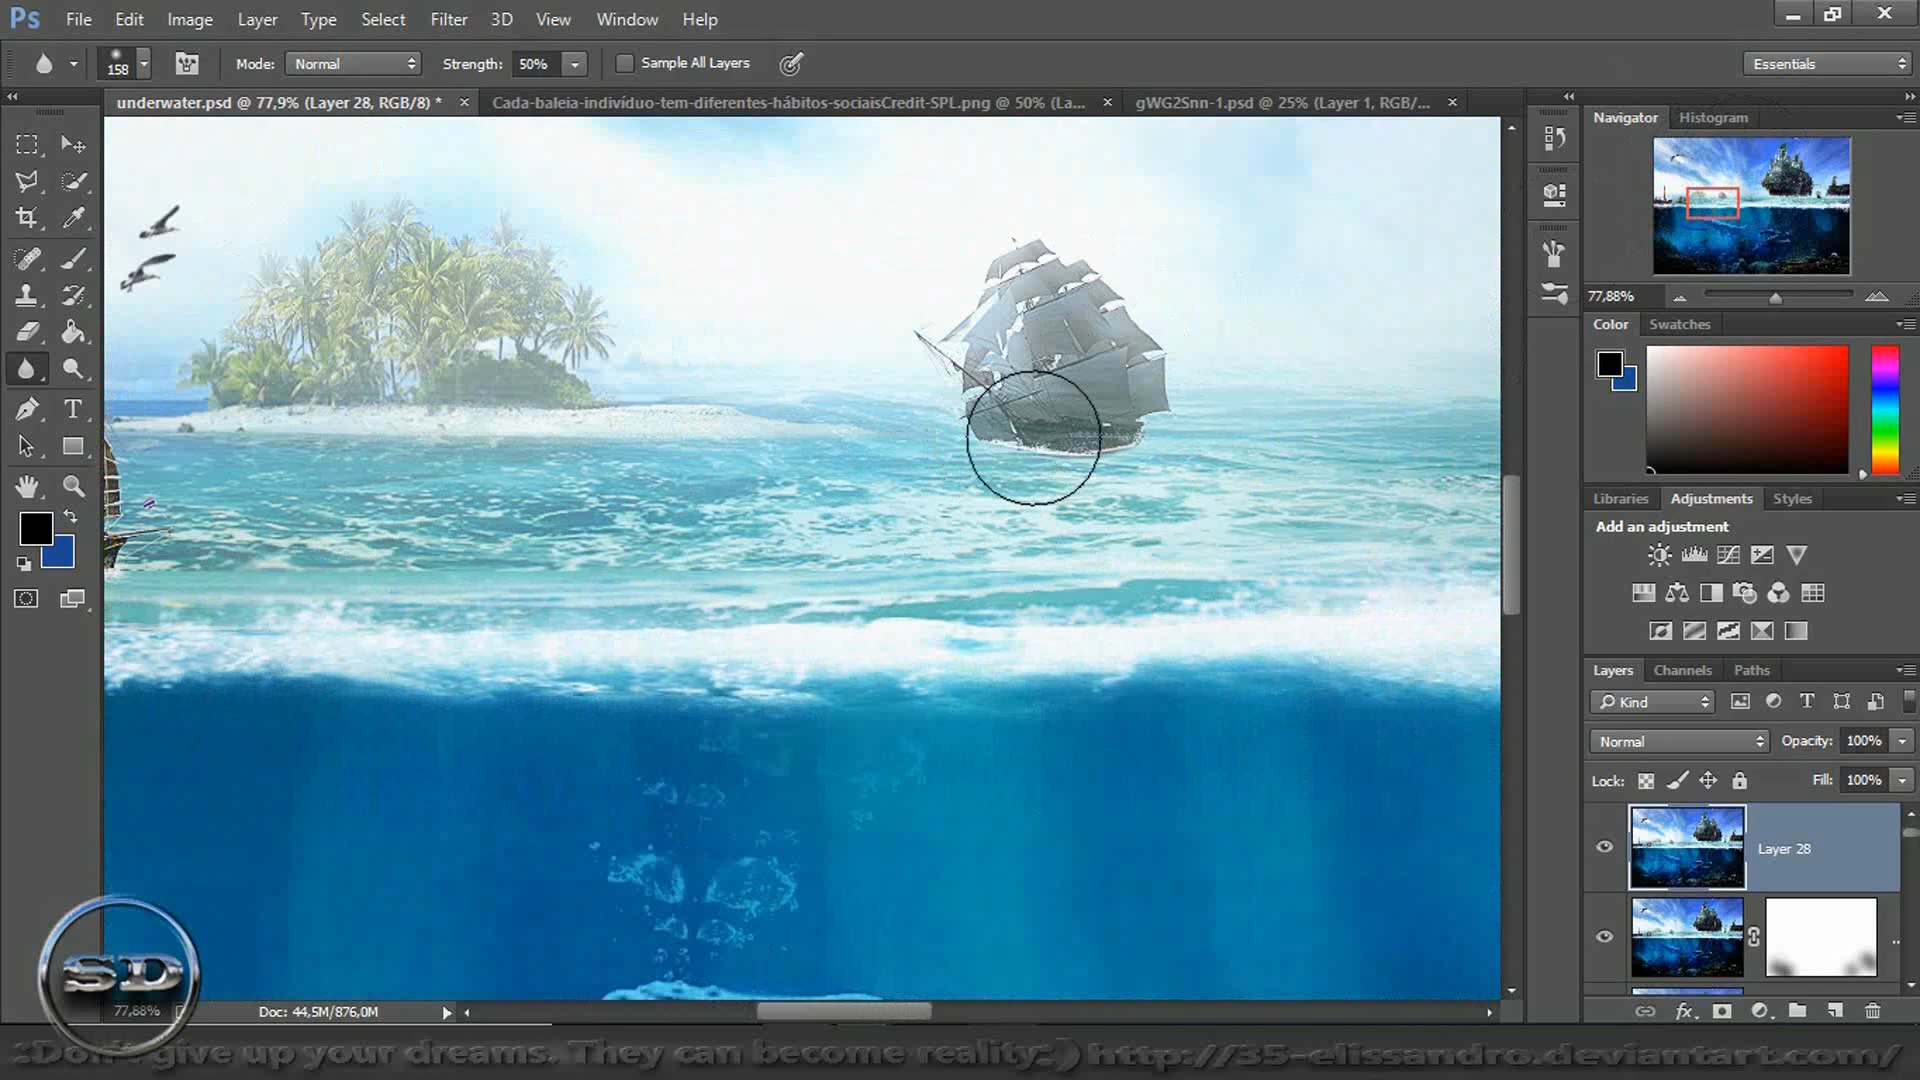 Ps File Edit Image Layer Type Select Filter 3D View Window Help
158 Mode: Normal Strength: 50% Sample All Layers Essentials
underwater.psd @ 77,9% (Layer 28, RGB/8) * Cada-baleia-indivíduo-tem-diferentes-hábitos-sociaisCredit-SPL.png @ 50% (La... gWG2Snn-1.psd @ 25% (Layer 1, RGB/...
Navigator Histogram
77,88%
Color Swatches
Libraries Adjustments Styles
Add an adjustment
Layers Channels Paths
Kind
Normal Opacity: 100%
Lock: Fill: 100%
Layer 28
SD
77,88% Doc: 44,5M/876,0M
:Don't give up your dreams. They can become reality:) http://35-elissandro.deviantart.com/